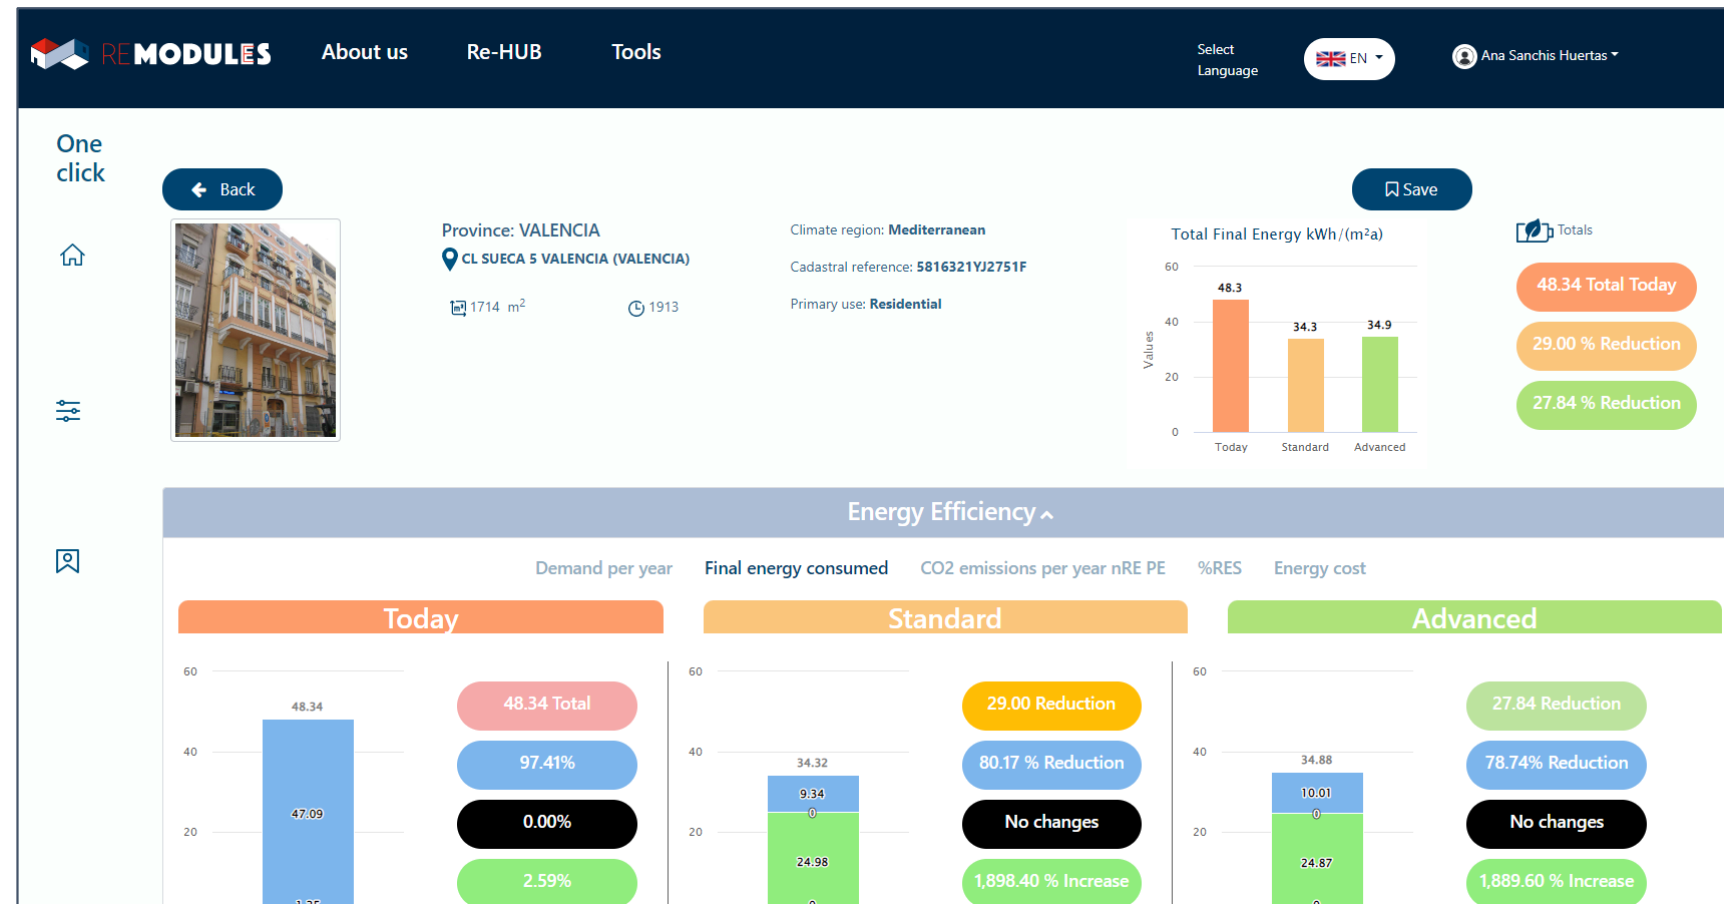 REMODULES
About us
Re-HUB
Tools
Select
Language
EN
Ana Sanchis Huertas
One
click
Back
Save
Province: VALENCIA
CL SUECA 5 VALENCIA (VALENCIA)
1714 m2
1913
Climate region: Mediterranean
Cadastral reference: 5816321YJ2751F
Primary use: Residential
Total Final Energy kWh/(m²a)
60
48.3
40
34.3
34.9
Values
20
0
Today
Standard
Advanced
Totals
48.34 Total Today
29.00 % Reduction
27.84 % Reduction
Energy Efficiency
Demand per year
Final energy consumed
CO2 emissions per year nRE PE
%RES
Energy cost
Today
60
48.34
40
47.09
20
48.34 Total
97.41%
0.00%
2.59%
Standard
60
40
34.32
9.34
0
20
24.98
29.00 Reduction
80.17 % Reduction
No changes
1,898.40 % Increase
Advanced
60
40
34.88
10.01
0
20
24.87
27.84 Reduction
78.74% Reduction
No changes
1,889.60 % Increase